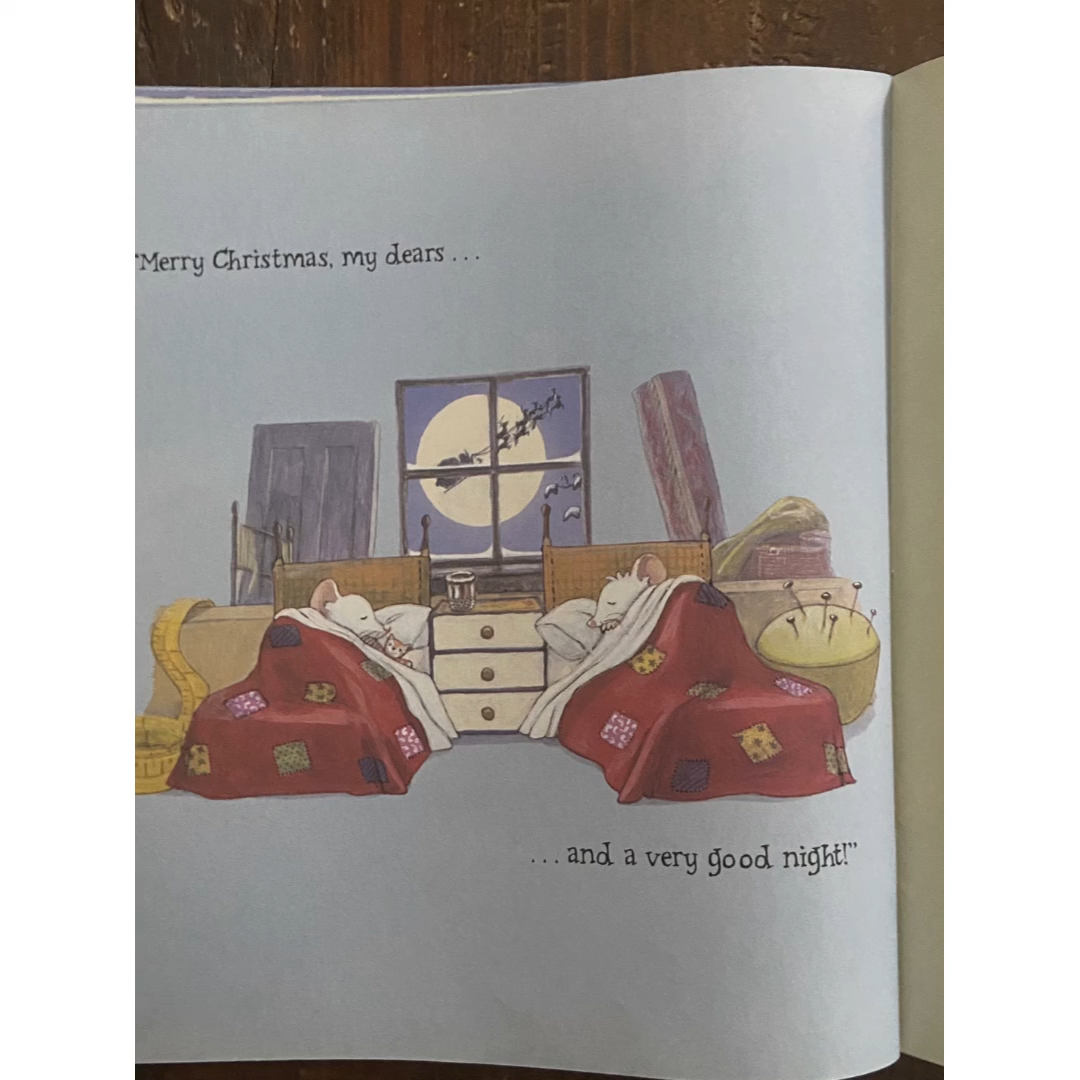 "Merry Christmas, my dears . . .
. . . and a very good night!"